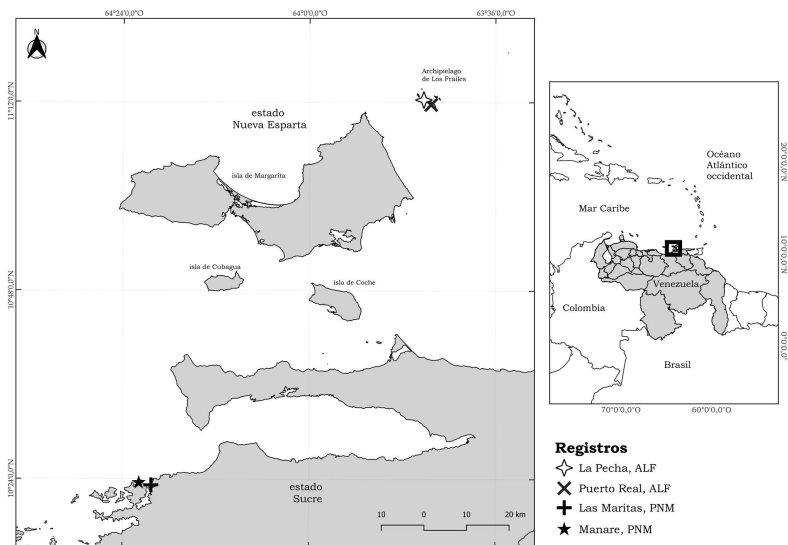 64°24'0,0"O
64°0'0,0"O
63°36'0,0"O
N
11°12'0,0"N
10°48'0,0"N
10°24'0,0"N
Archipielago
de Los Frailes
estado
Nueva Esparta
isla de Margarita
isla de Cubagua
isla de Coche
estado
Sucre
10 0 10 20 km
Océano
Atlántico
occidental
Mar Caribe
Venezuela
Colombia
Brasil
20°0'0,0"N
10°0'0,0"N
0°0'0,0"
70°0'0,0"O
60°0'0,0"O
Registros
La Pecha, ALF
Puerto Real, ALF
Las Maritas, PNM
Manare, PNM